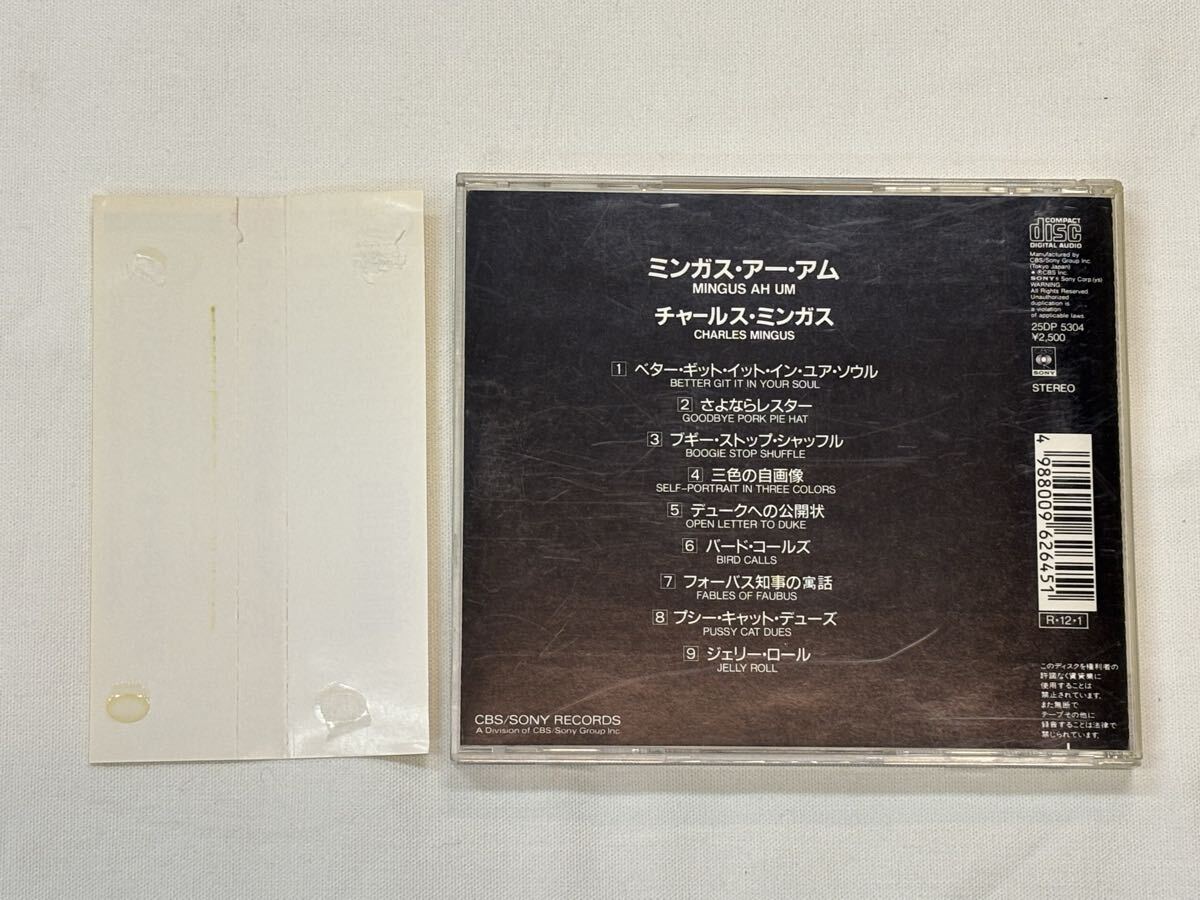 ミンガス・アー・アム
MINGUS AH UM
チャールス・ミンガス
CHARLES MINGUS
1 ベター・ギット・イット・イン・ユア・ソウル
BETTER GIT IT IN YOUR SOUL
2 さよならレスター
GOODBYE PORK PIE HAT
3 ブギー・ストップ・シャッフル
BOOGIE STOP SHUFFLE
4 三色の自画像
SELF-PORTRAIT IN THREE COLORS
5 デュークへの公開状
OPEN LETTER TO DUKE
6 バード・コールズ
BIRD CALLS
7 フォーバス知事の寓話
FABLES OF FAUBUS
8 プシー・キャット・デューズ
PUSSY CAT DUES
9 ジェリー・ロール
JELLY ROLL
CBS/SONY RECORDS
A Division of CBS/Sony Group Inc.
COMPACT
disc
DIGITAL AUDIO
Manufactured by
CBS/Sony Group Inc.
(Tokyo Japan)
● ℗CBS Inc.
SONY® Sony Corp.(ys)
WARNING:
All Rights Reserved.
Unauthorized
duplication is
a violation
of applicable laws.
25DP 5304
¥2,500
SONY
STEREO
4 988009 626451
R・12・1
このディスクを権利者の
許諾なく賃貸業に
使用することは
禁止されています。
また無断で
テープその他に
録音することは法律で
禁じられています。